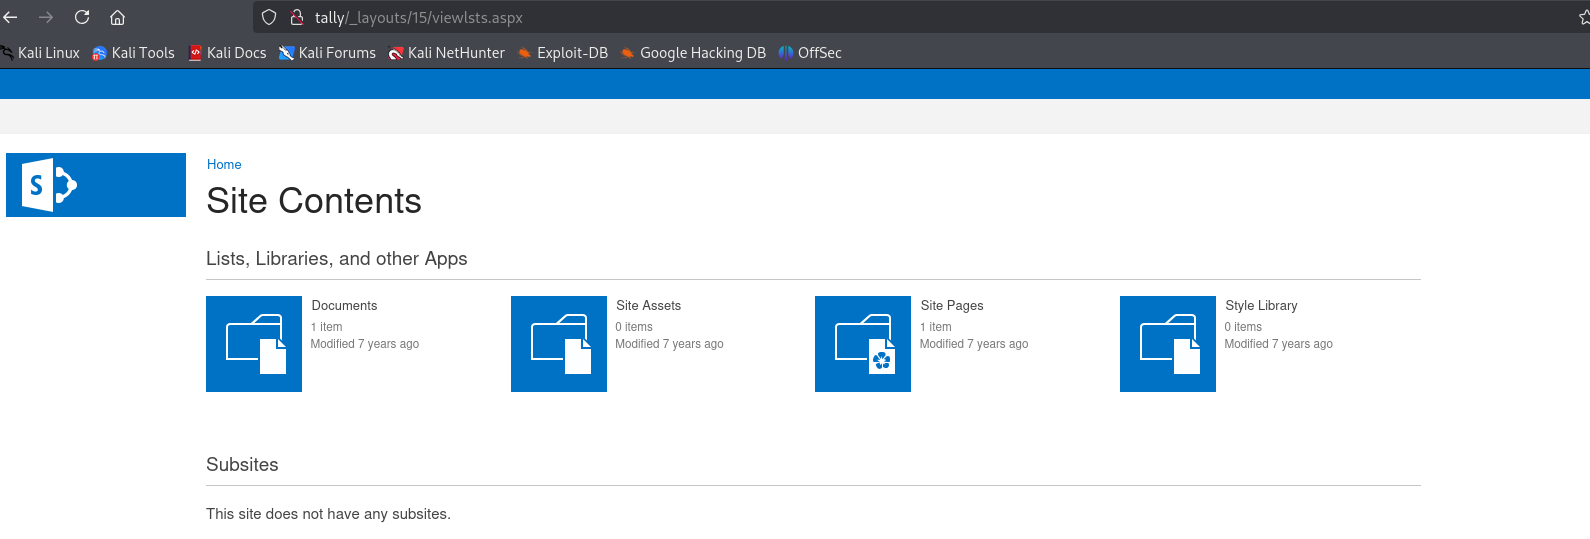 tally/_layouts/15/viewlsts.aspx
Kali Linux Kali Tools Kali Docs Kali Forums Kali NetHunter Exploit-DB Google Hacking DB OffSec
S
Home
Site Contents
Lists, Libraries, and other Apps
Documents
1 item
Modified 7 years ago
Site Assets
0 items
Modified 7 years ago
Site Pages
1 item
Modified 7 years ago
Style Library
0 items
Modified 7 years ago
Subsites
This site does not have any subsites.